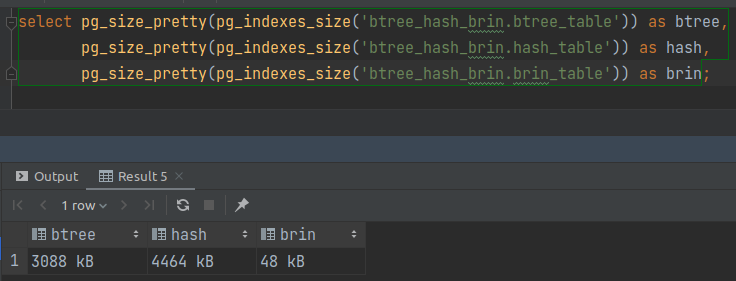 select pg_size_pretty(pg_indexes_size('btree_hash_brin.btree_table')) as btree,
pg_size_pretty(pg_indexes_size('btree_hash_brin.hash_table')) as hash,
pg_size_pretty(pg_indexes_size('btree_hash_brin.brin_table')) as brin;
Output Result 5 ×
1 row
btree hash brin
1 3088 kB 4464 kB 48 kB